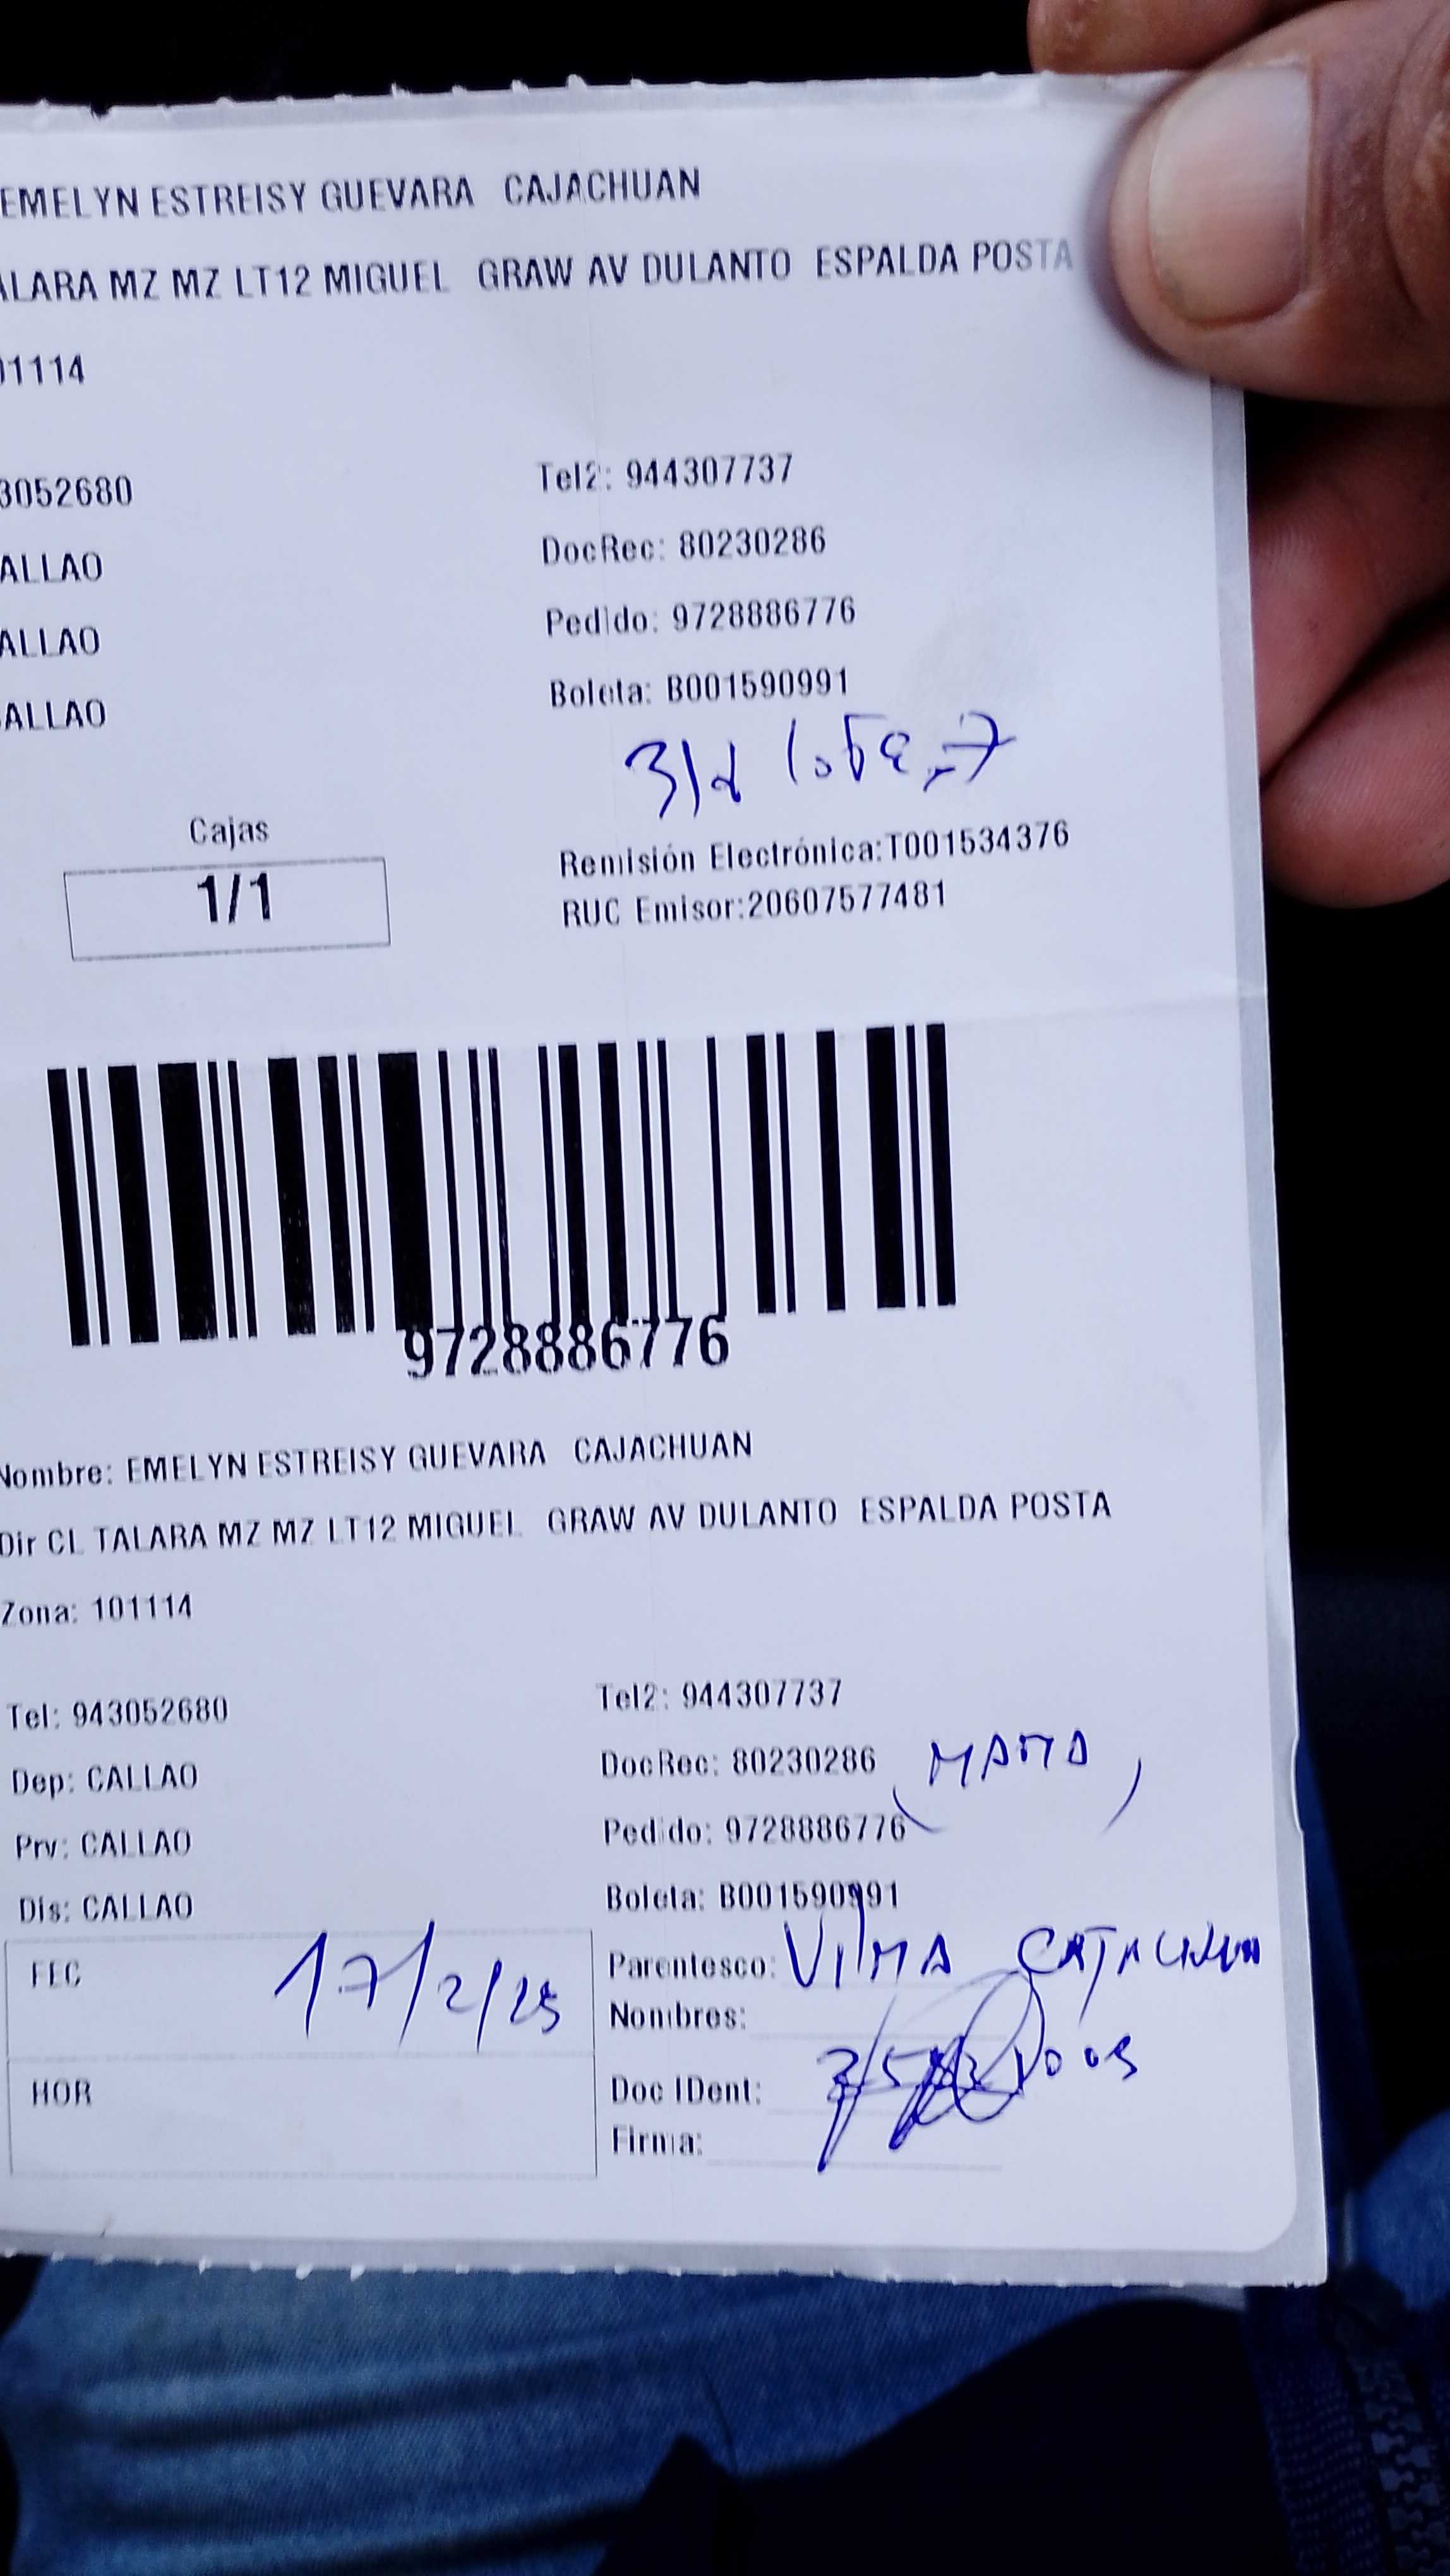 EMELYN ESTREISY GUEVARA CAJACHUAN
ALARA MZ MZ LT12 MIGUEL GRAW AV DULANTO ESPALDA POSTA
01114
3052680 Tel2: 944307737
ALLAO DocRec: 80230286
ALLAO Pedido: 9728886776
ALLAO Boleta: B001590991
Cajas
1/1
Remisión Electrónica:T001534376
RUC Emisor:20607577481
9728886776
Nombre: EMELYN ESTREISY GUEVARA CAJACHUAN
Dir CL TALARA MZ MZ LT12 MIGUEL GRAW AV DULANTO ESPALDA POSTA
Zona: 101114
Tel: 943052680 Tel2: 944307737
Dep: CALLAO DocRec: 80230286 (MAMA)
Prv: CALLAO Pedido: 9728886776
Dis: CALLAO Boleta: B001590991
FEC 17/2/25 Parentesco: VILMA
Nombres:
HOR Doc IDent:
Firma: